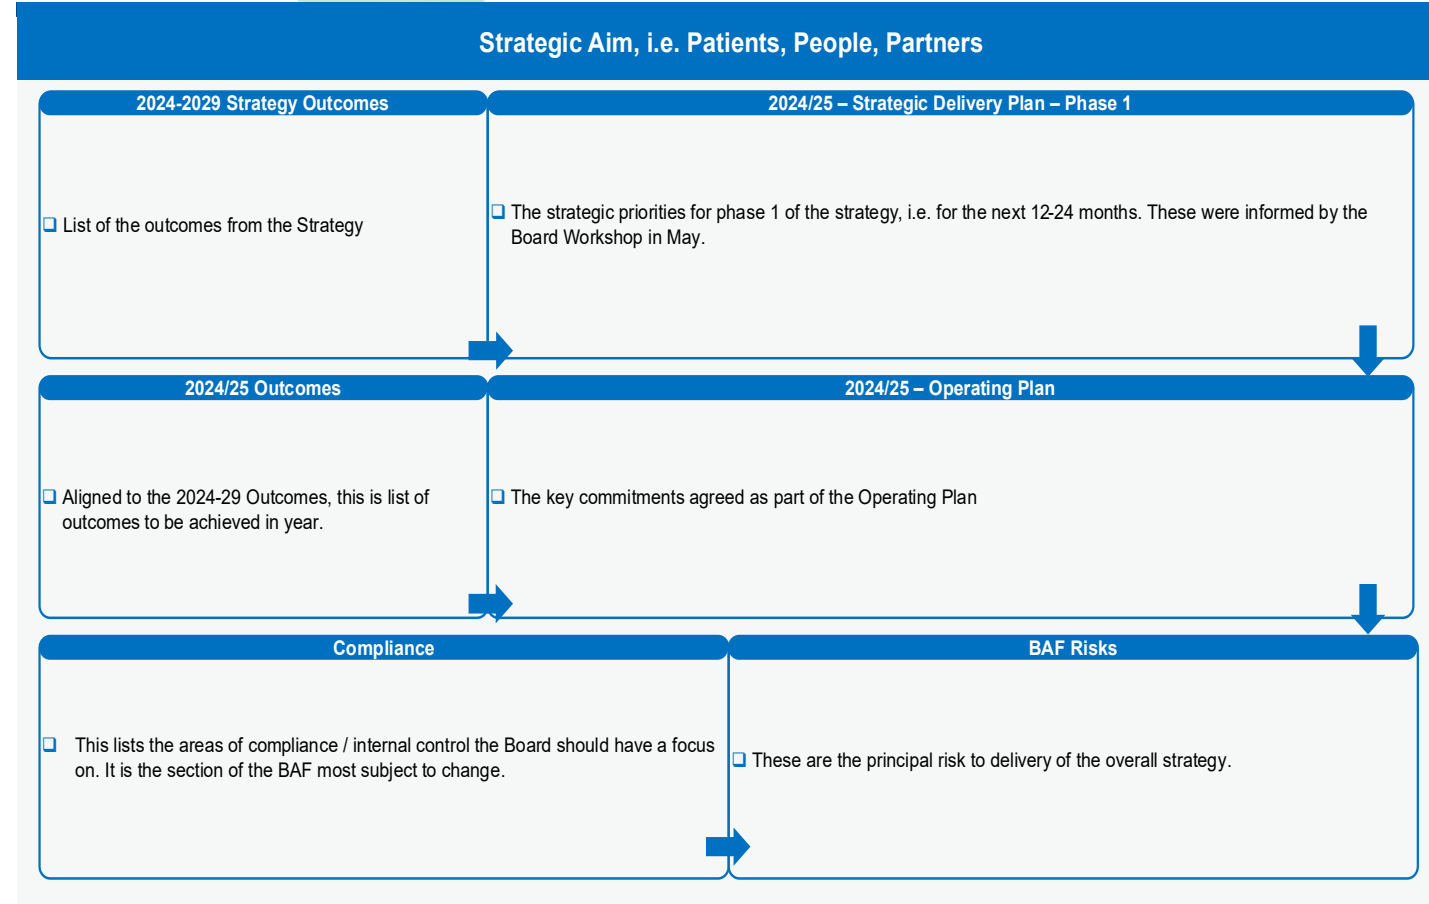 Strategic Aim, i.e. Patients, People, Partners
2024-2029 Strategy Outcomes
❑ List of the outcomes from the Strategy
2024/25 – Strategic Delivery Plan – Phase 1
❑ The strategic priorities for phase 1 of the strategy, i.e. for the next 12-24 months. These were informed by the
Board Workshop in May.
2024/25 Outcomes
❑ Aligned to the 2024-29 Outcomes, this is list of
outcomes to be achieved in year.
2024/25 – Operating Plan
❑ The key commitments agreed as part of the Operating Plan
Compliance
❑ This lists the areas of compliance / internal control the Board should have a focus
on. It is the section of the BAF most subject to change.
BAF Risks
❑ These are the principal risk to delivery of the overall strategy.